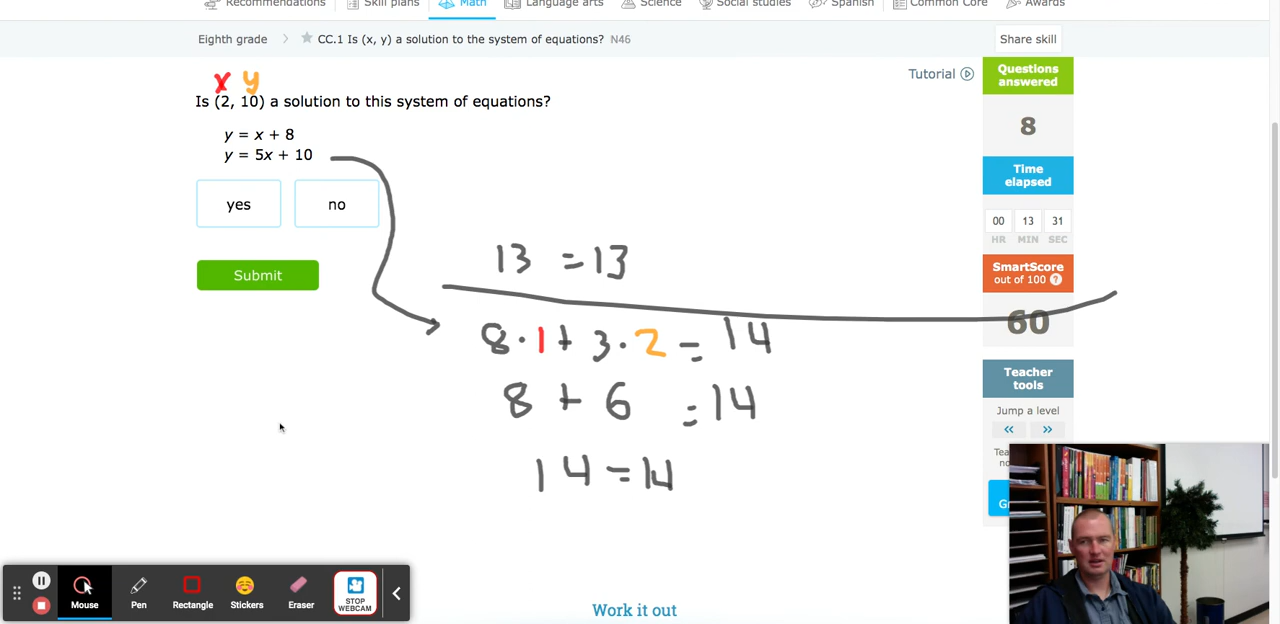 Recommendations Skill plans Math Language arts Science Social studies Spanish Common Core Awards
Eighth grade > CC.1 Is (x, y) a solution to the system of equations? N46
Share skill
Tutorial
x y
Is (2, 10) a solution to this system of equations?
y = x + 8
y = 5x + 10
yes no
Submit
13 = 13
8 · 1 + 3 · 2 = 14
8 + 6 = 14
14 = 14
Work it out
Questions
answered
8
Time
elapsed
00 13 31
HR MIN SEC
SmartScore
out of 100 ?
60
Teacher
tools
Jump a level
<< >>
Mouse Pen Rectangle Stickers Eraser STOP
WEBCAM